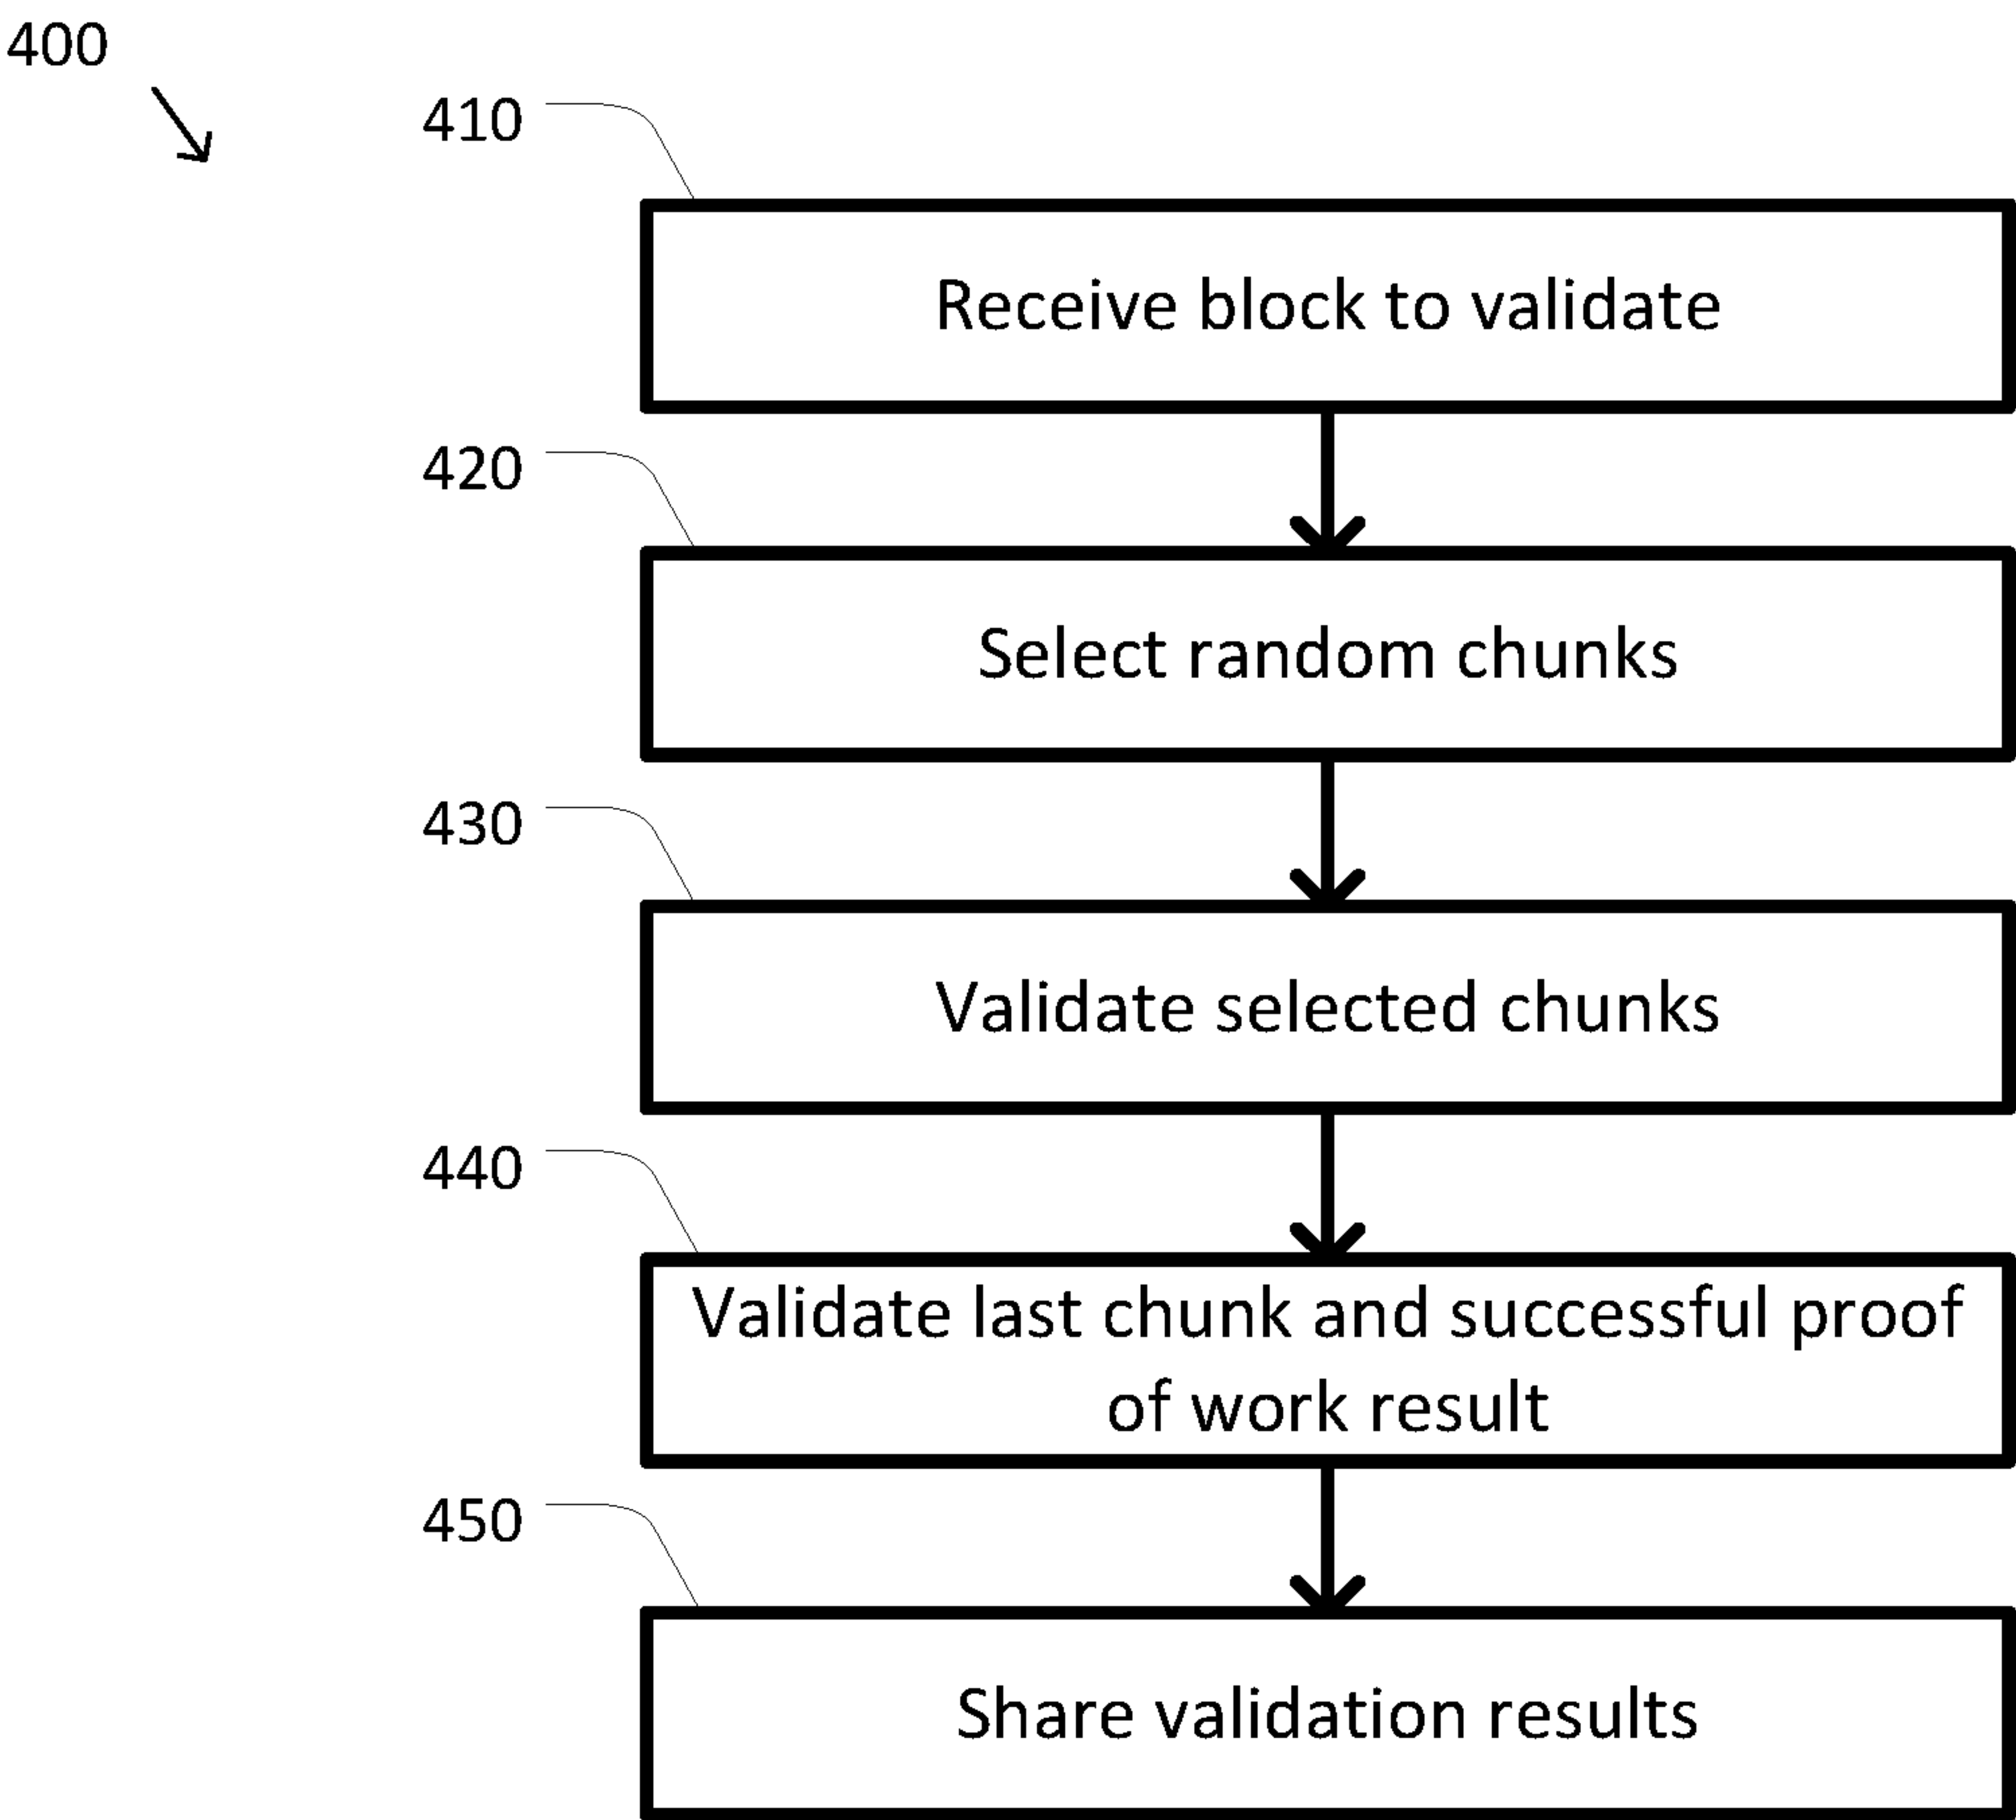 400
410
Receive block to validate
420
Select random chunks
430
Validate selected chunks
440
Validate last chunk and successful proof
of work result
450
Share validation results